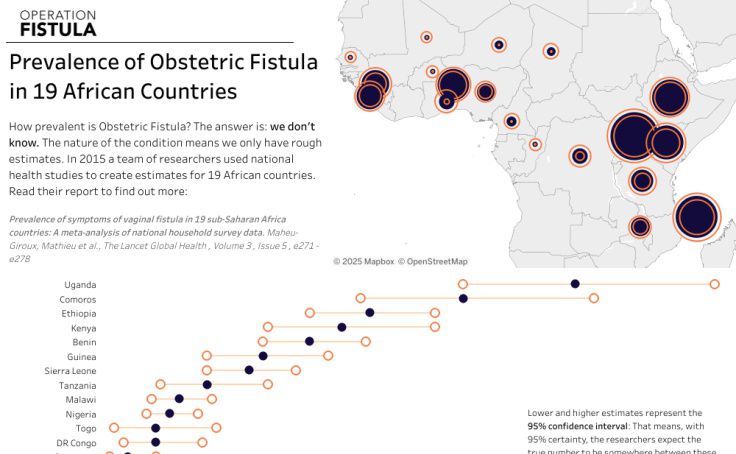 OPERATION
FISTULA
Prevalence of Obstetric Fistula
in 19 African Countries
How prevalent is Obstetric Fistula? The answer is: we don't
know. The nature of the condition means we only have rough
estimates. In 2015 a team of researchers used national
health studies to create estimates for 19 African countries.
Read their report to find out more:
Prevalence of symptoms of vaginal fistula in 19 sub-Saharan Africa
countries: A meta-analysis of national household survey data. Maheu-
Giroux, Mathieu et al., The Lancet Global Health , Volume 3 , Issue 5 , e271 -
e278
© 2025 Mapbox © OpenStreetMap
Uganda
Comoros
Ethiopia
Kenya
Benin
Guinea
Sierra Leone
Tanzania
Malawi
Nigeria
Togo
DR Congo
Lower and higher estimates represent the
95% confidence interval: That means, with
95% certainty, the researchers expect the
true number to be somewhere between these